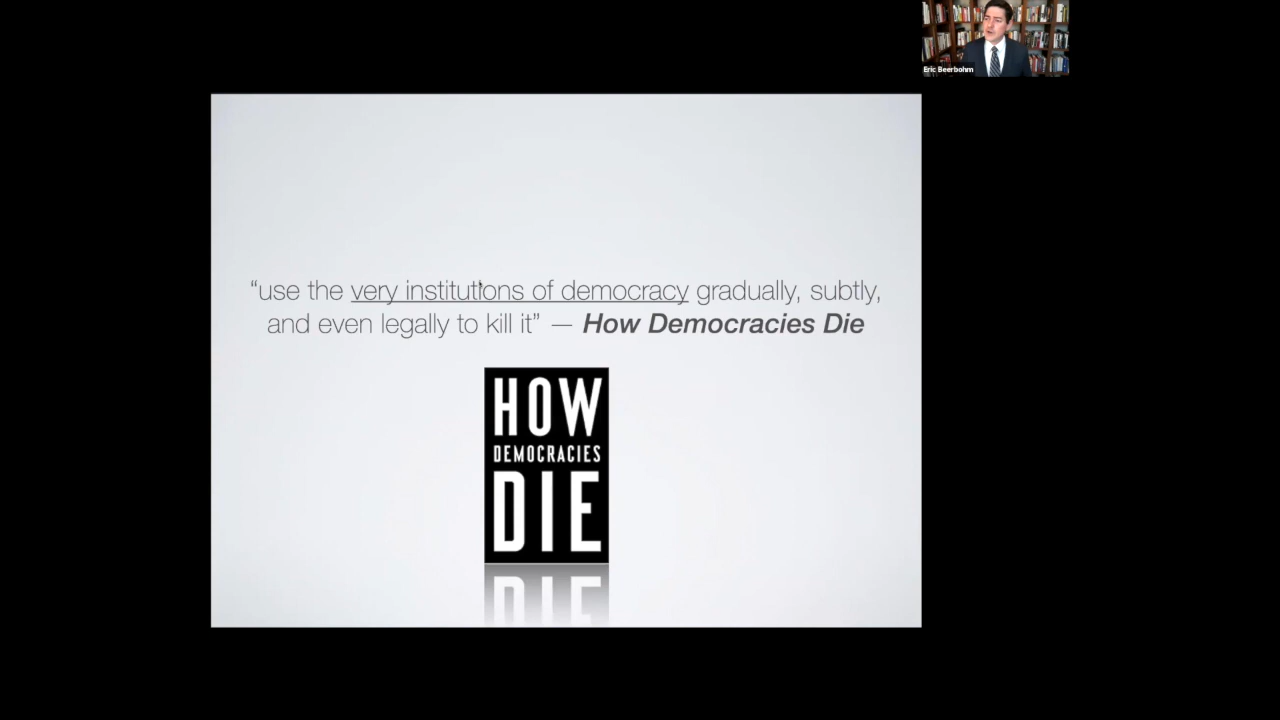 Eric Beerbohm
“use the very institutions of democracy gradually, subtly,
and even legally to kill it” — How Democracies Die
HOW
DEMOCRACIES
DIE
DIE